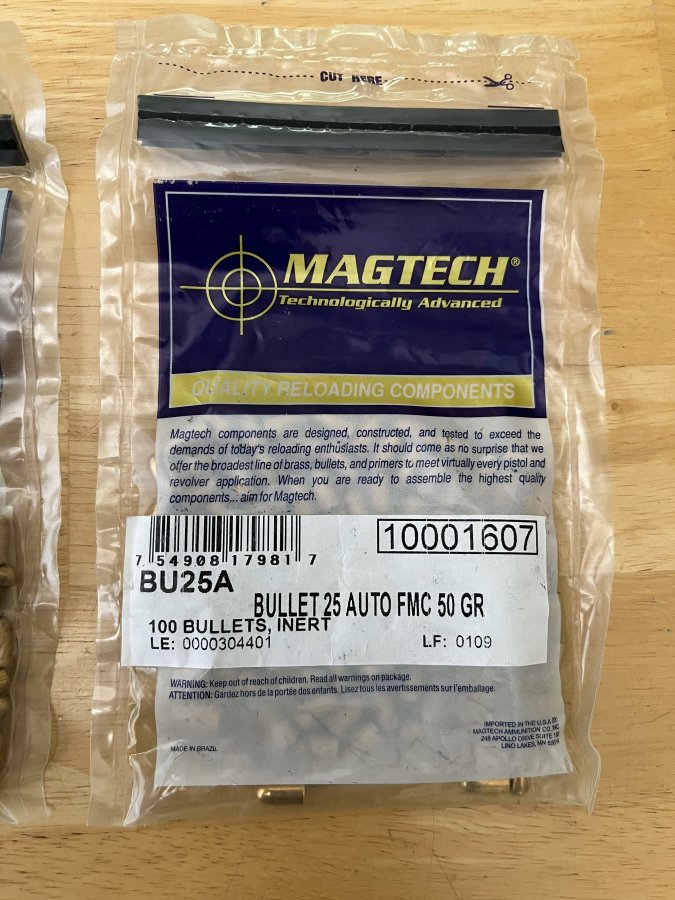 CUT HERE
MAGTECH®
Technologically Advanced
QUALITY RELOADING COMPONENTS
Magtech components are designed, constructed, and tested to exceed the
demands of today's reloading enthusiasts. It should come as no surprise that we
offer the broadest line of brass, bullets, and primers to meet virtually every pistol and
revolver application. When you are ready to assemble the highest quality
components... aim for Magtech.
7 54908 17981 7
10001607
BU25A
BULLET 25 AUTO FMC 50 GR
100 BULLETS, INERT
LE: 0000304401 LF: 0109
WARNING: Keep out of reach of children. Read all warnings on package.
ATTENTION: Gardez hors de la portée des enfants. Lisez tous les avertissements sur l'emballage.
MADE IN BRAZIL
IMPORTED IN THE U.S.A. BY
MAGTECH AMMUNITION CO. INC
248 APOLLO DRIVE SUITE
LINO LAKES, MN